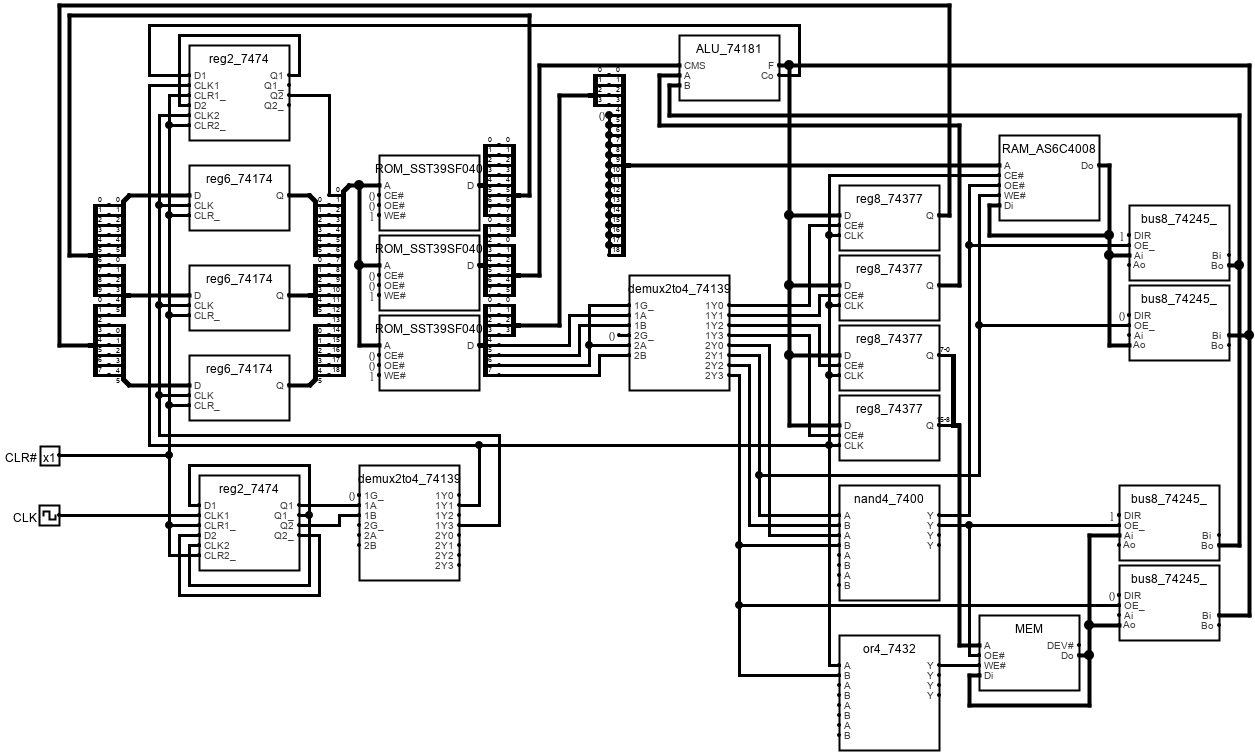 reg2_7474
D1 Q1
CLK1 Q1_
CLR1_ Q2
D2 Q2_
CLK2
CLR2_
ALU_74181
CMS F
A Co
B
RAM_AS6C4008
A Do
CE#
OE#
WE#
Di
reg6_74174
D Q
CLK
CLR_
ROM_SST39SF040
A D
CE#
OE#
WE#
reg8_74377
D Q
CE#
CLK
bus8_74245_
DIR
OE_
Ai Bi
Ao Bo
ROM_SST39SF040
A D
CE#
OE#
WE#
reg6_74174
D Q
CLK
CLR_
reg8_74377
D Q
CE#
CLK
demux2to4_74139
1G_ 1Y0
1A 1Y1
1B 1Y2
2G_ 1Y3
2A 2Y0
2B 2Y1
2Y2
2Y3
bus8_74245_
DIR
OE_
Ai Bi
Ao Bo
ROM_SST39SF040
A D
CE#
OE#
WE#
reg8_74377
D Q
CE#
CLK
7-0
reg6_74174
D Q
CLK
CLR_
reg8_74377
D Q
CE#
CLK
15-8
CLR# x1
CLK
reg2_7474
D1 Q1
CLK1 Q1_
CLR1_ Q2
D2 Q2_
CLK2
CLR2_
demux2to4_74139
1G_ 1Y0
1A 1Y1
1B 1Y2
2G_ 1Y3
2A 2Y0
2B 2Y1
2Y2
2Y3
nand4_7400
A Y
B Y
A Y
B
A
B
A
B
bus8_74245_
DIR
OE_
Ai Bi
Ao Bo
bus8_74245_
DIR
OE_
Ai Bi
Ao Bo
MEM
A DEV#
OE# Do
WE#
Di
or4_7432
A Y
B Y
A Y
B Y
A
B
A
B